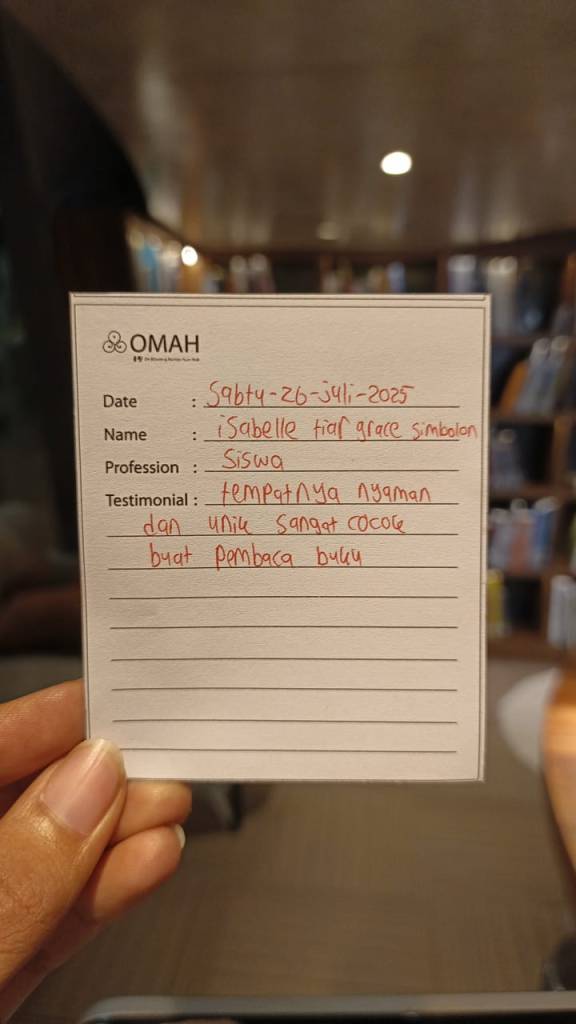 OMAH
Date : Sabtu-26-juli-2025
Name : isabelle tiar grace simbolon
Profession : Siswa
Testimonial : tempatnya nyaman
dan unik sangat cocok
buat pembaca buku